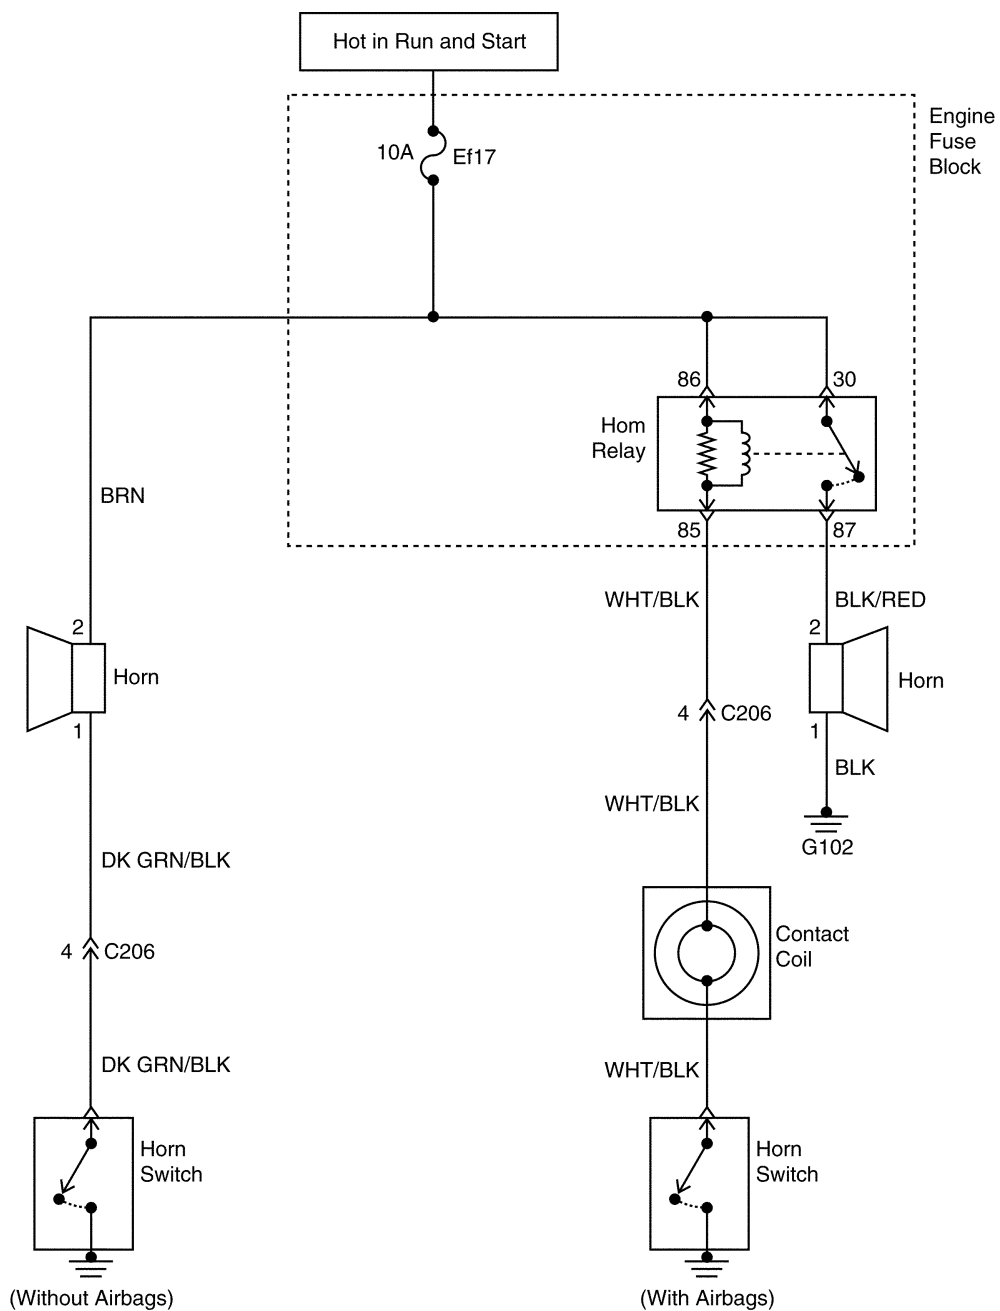 Hot in Run and Start
Engine
Fuse
Block
10A
Ef17
86
30
Hom
Relay
BRN
85
87
WHT/BLK
BLK/RED
2
Horn
1
2
Horn
1
4
C206
BLK
WHT/BLK
G102
DK GRN/BLK
Contact
Coil
4
C206
DK GRN/BLK
WHT/BLK
Horn
Switch
Horn
Switch
(Without Airbags)
(With Airbags)